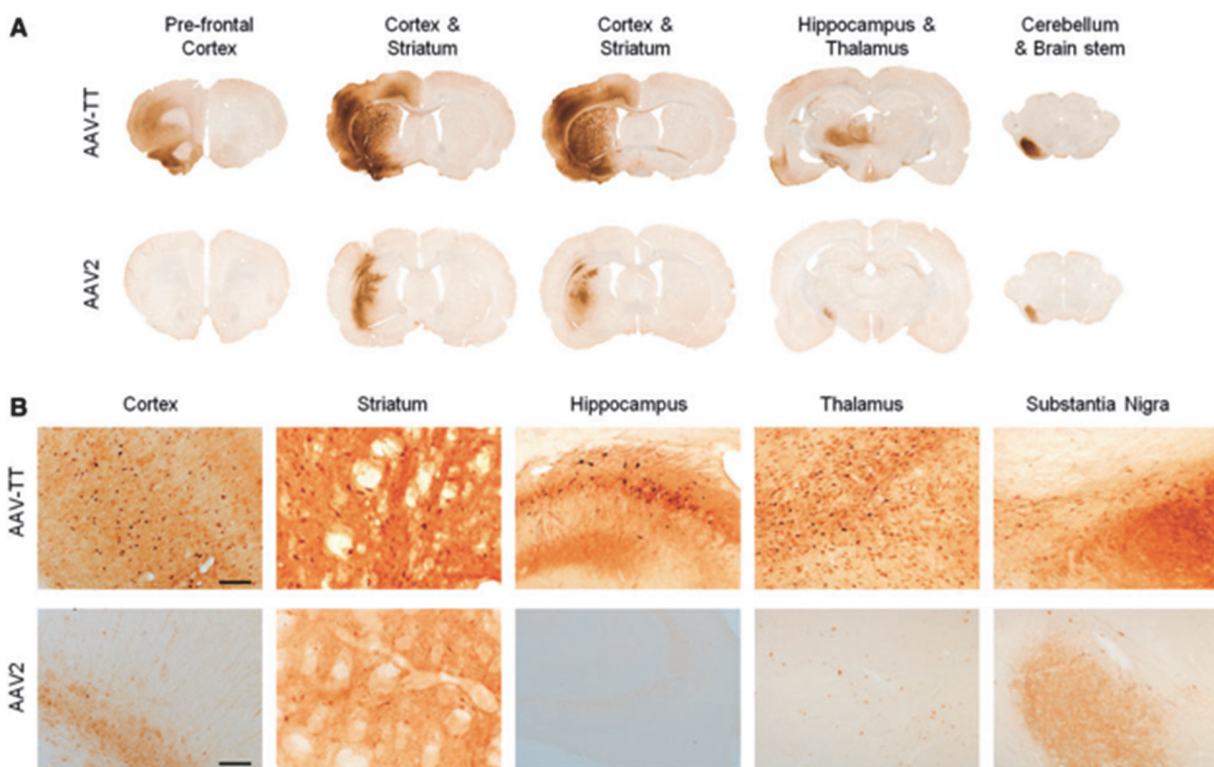 A
Pre-frontal
Cortex
Cortex &
Striatum
Cortex &
Striatum
Hippocampus &
Thalamus
Cerebellum
& Brain stem
AAV-TT
AAV2
B
Cortex
Striatum
Hippocampus
Thalamus
Substantia Nigra
AAV-TT
AAV2